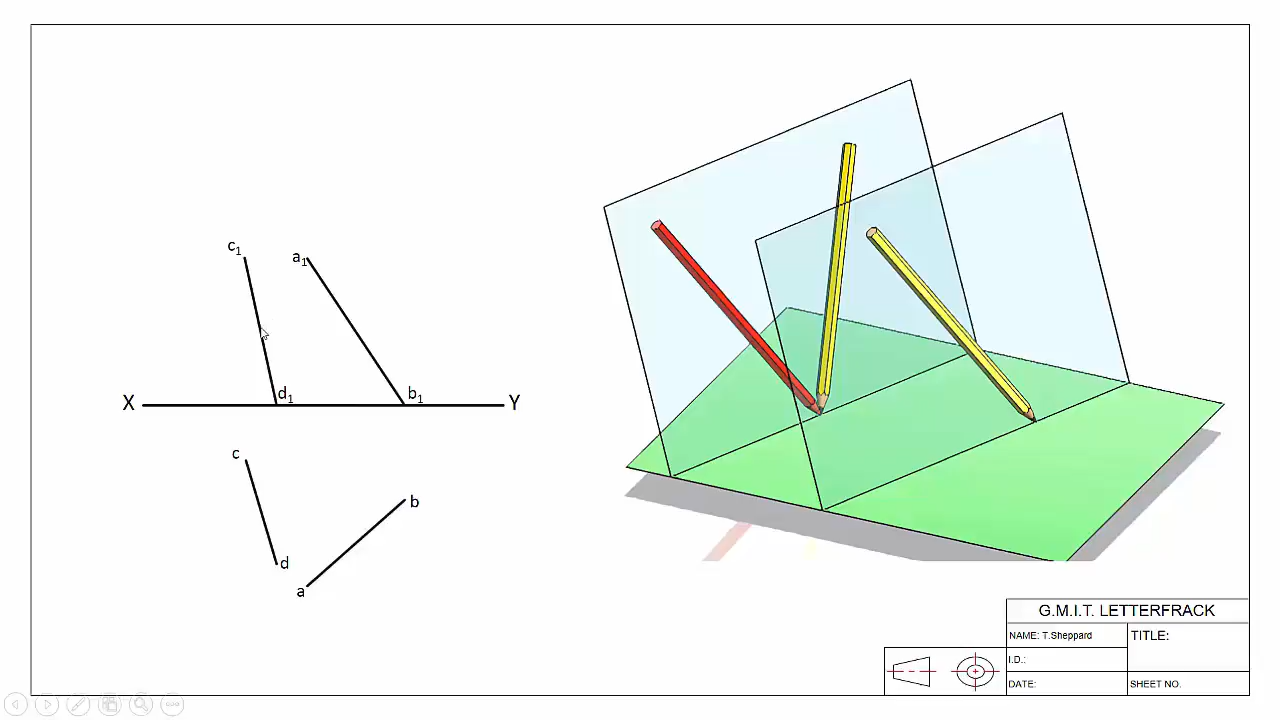 c1
a1
X
d1
b1
Y
c
b
d
a
G.M.I.T. LETTERFRACK
NAME: T.Sheppard
TITLE:
I.D.:
DATE:
SHEET NO.